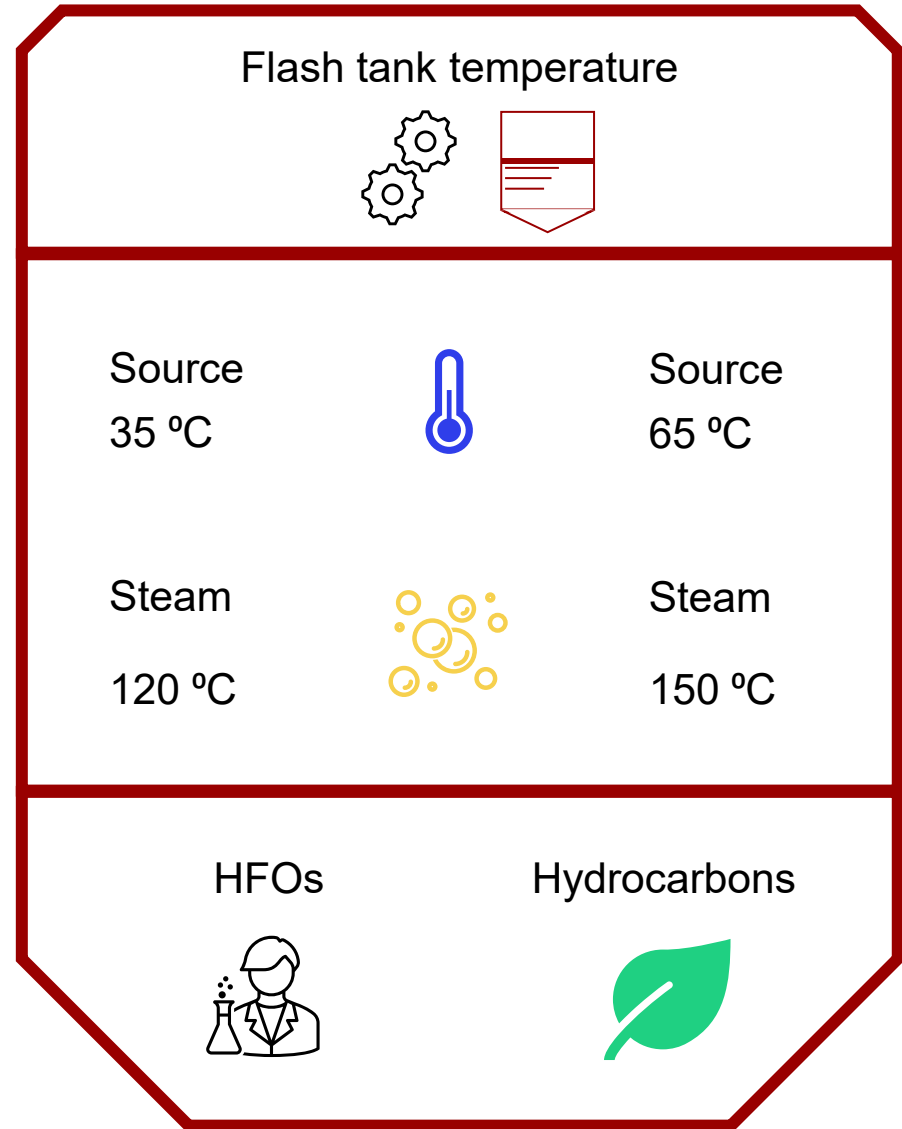 Flash tank temperature
Source
35 ºC
Source
65 ºC
Steam
120 ºC
Steam
150 ºC
HFOs
Hydrocarbons